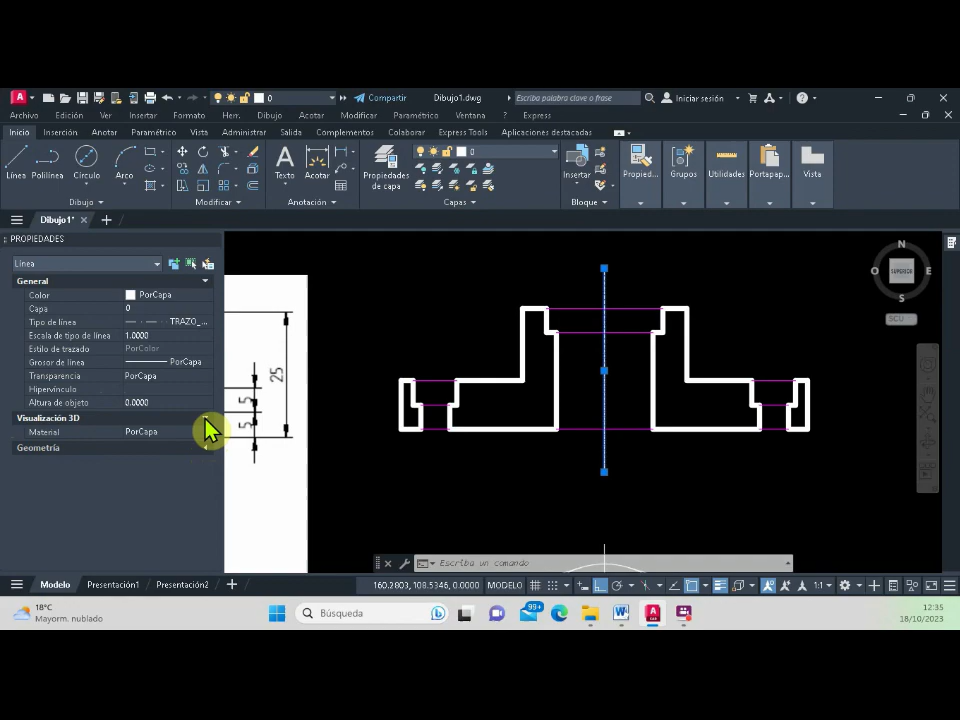 0
Compartir
Dibujo1.dwg
Escriba palabra clave o frase
Iniciar sesión
Archivo Edición Ver Insertar Formato Herr. Dibujo Acotar Modificar Paramétrico Ventana ? Express
Inicio Inserción Anotar Paramétrico Vista Administrar Salida Complementos Colaborar Express Tools Aplicaciones destacadas
Línea Polilínea Círculo Arco
Texto Acotar
Propiedades de capa
0
Insertar
Propied... Grupos Utilidades Portapap... Vista
Dibujo Modificar Anotación Capas Bloque
Dibujo1*
PROPIEDADES
Línea
General
Color PorCapa
Capa 0
Tipo de línea TRAZO_...
Escala de tipo de línea 1.0000
Estilo de trazado PorColor
Grosor de línea PorCapa
Transparencia PorCapa
Hipervínculo
Altura de objeto 0.0000
Visualización 3D
Material PorCapa
Geometría
25
5
5
N
O SUPERIOR E
S
SCU
Escriba un comando
Modelo Presentación1 Presentación2
160.2803, 109.5346, 0.0000 MODELO
1:1
18°C
Mayorm. nublado
Búsqueda
99+
12:35
18/10/2023